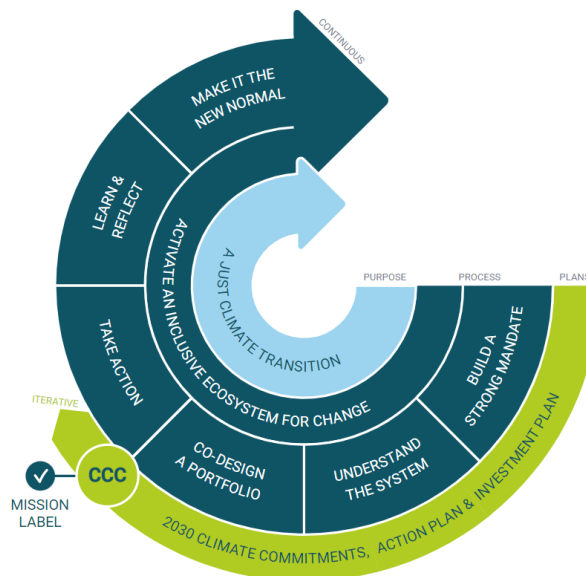 CONTINUOUS
MAKE IT THE
NEW NORMAL
LEARN &
REFLECT
TAKE ACTION
CO-DESIGN
A PORTFOLIO
UNDERSTAND
THE SYSTEM
BUILD A
STRONG MANDATE
ACTIVATE AN INCLUSIVE ECOSYSTEM FOR CHANGE
A JUST CLIMATE TRANSITION
PURPOSE
PROCESS
PLANS
ITERATIVE
CCC
MISSION
LABEL
2030 CLIMATE COMMITMENTS, ACTION PLAN & INVESTMENT PLAN